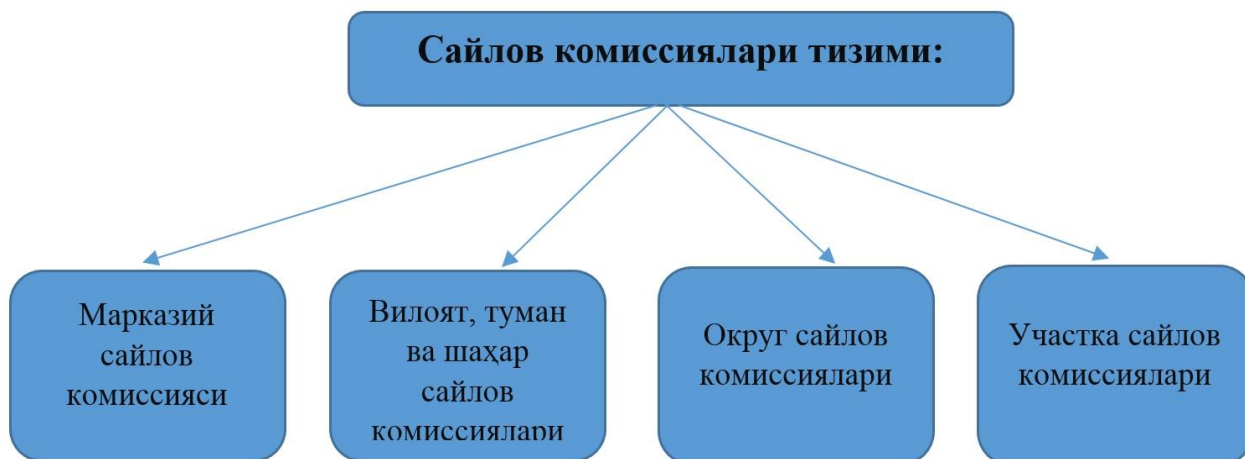 Сайлов комиссиялари тизими:
Марказий
сайлов
комиссияси
Вилоят, туман
ва шаҳар
сайлов
комиссиялари
Округ сайлов
комиссиялари
Участка сайлов
комиссиялари